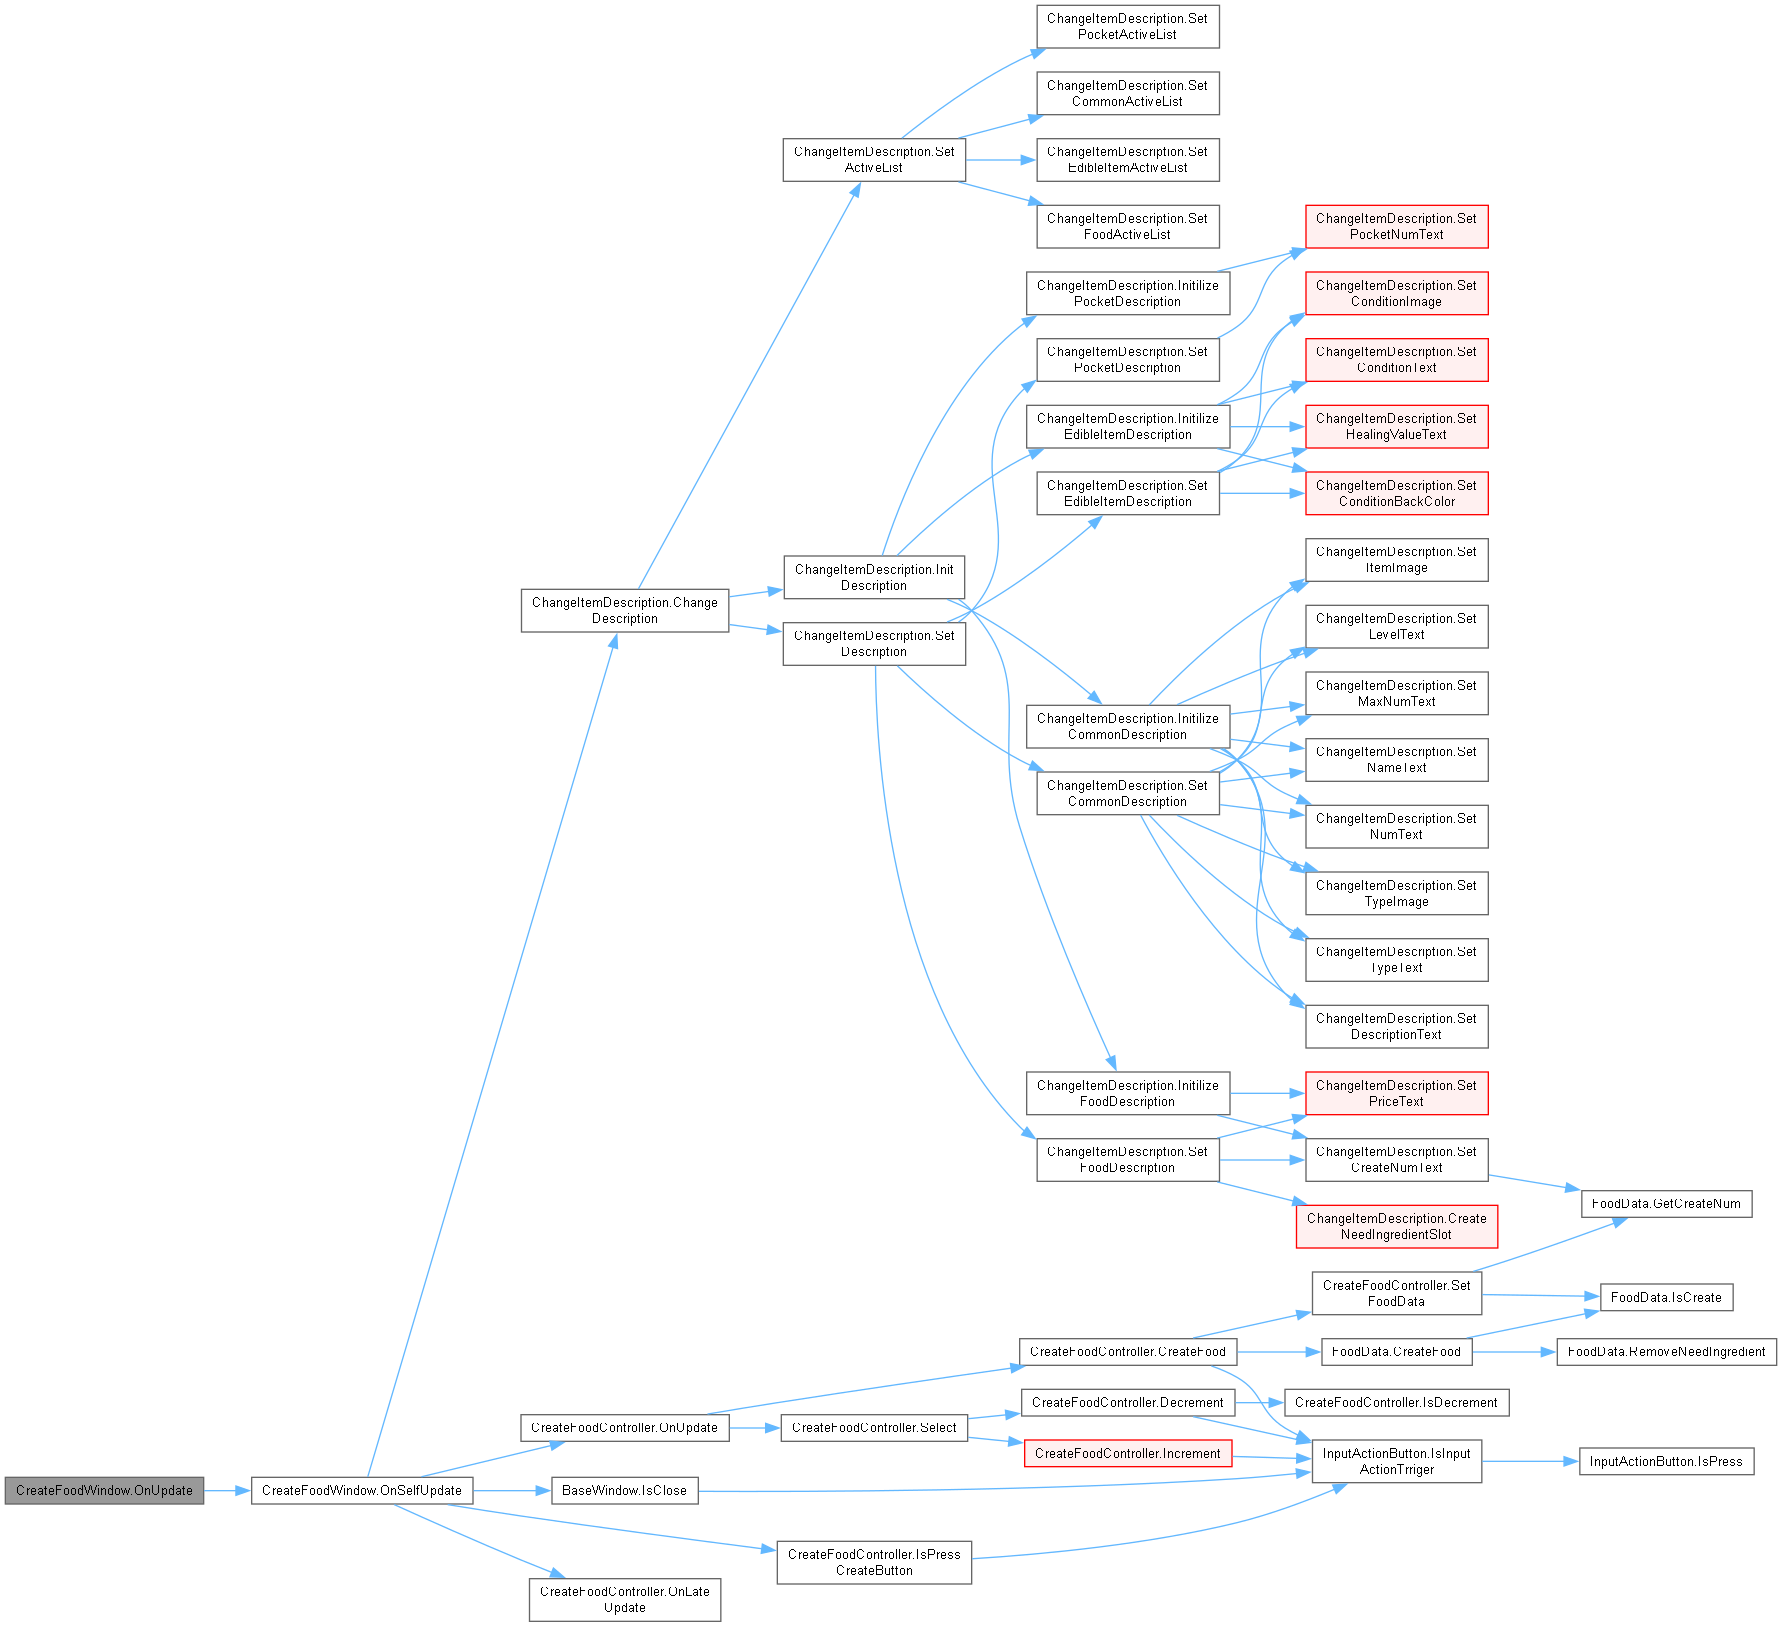 ChangeItemDescription.Set
PocketActiveList
ChangeItemDescription.Set
CommonActiveList
ChangeItemDescription.Set
ActiveList
ChangeItemDescription.Set
EdibleItemActiveList
ChangeItemDescription.Set
FoodActiveList
ChangeItemDescription.Set
PocketNumText
ChangeItemDescription.Initilize
PocketDescription
ChangeItemDescription.Set
ConditionImage
ChangeItemDescription.Set
PocketDescription
ChangeItemDescription.Set
ConditionText
ChangeItemDescription.Initilize
EdibleItemDescription
ChangeItemDescription.Set
HealingValueText
ChangeItemDescription.Set
EdibleItemDescription
ChangeItemDescription.Set
ConditionBackColor
ChangeItemDescription.Set
ItemImage
ChangeItemDescription.Init
Description
ChangeItemDescription.Change
Description
ChangeItemDescription.Set
Description
ChangeItemDescription.Set
LevelText
ChangeItemDescription.Set
MaxNumText
ChangeItemDescription.Initilize
CommonDescription
ChangeItemDescription.Set
NameText
ChangeItemDescription.Set
CommonDescription
ChangeItemDescription.Set
NumText
ChangeItemDescription.Set
TypeImage
ChangeItemDescription.Set
TypeText
ChangeItemDescription.Set
DescriptionText
ChangeItemDescription.Initilize
FoodDescription
ChangeItemDescription.Set
PriceText
ChangeItemDescription.Set
FoodDescription
ChangeItemDescription.Set
CreateNumText
FoodData.GetCreateNum
ChangeItemDescription.Create
NeedIngredientSlot
CreateFoodController.Set
FoodData
FoodData.IsCreate
CreateFoodController.CreateFood
FoodData.CreateFood
FoodData.RemoveNeedIngredient
CreateFoodController.Decrement
CreateFoodController.IsDecrement
CreateFoodController.OnUpdate
CreateFoodController.Select
CreateFoodController.Increment
InputActionButton.IsInput
ActionTrriger
InputActionButton.IsPress
CreateFoodWindow.OnUpdate
CreateFoodWindow.OnSelfUpdate
BaseWindow.IsClose
CreateFoodController.IsPress
CreateButton
CreateFoodController.OnLate
Update